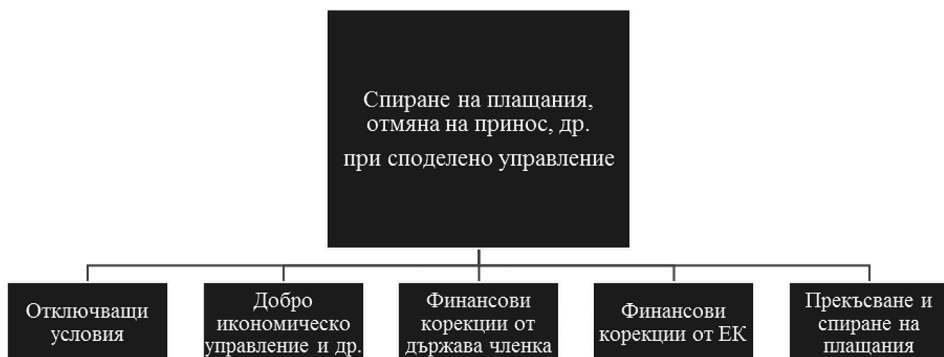 Спиране на плащания,
отмяна на принос, др.
при споделено управление
Отключващи
условия
Добро
икономическо
управление и др.
Финансови
корекции от
държава членка
Финансови
корекции от ЕК
Прекъсване и
спиране на
плащания